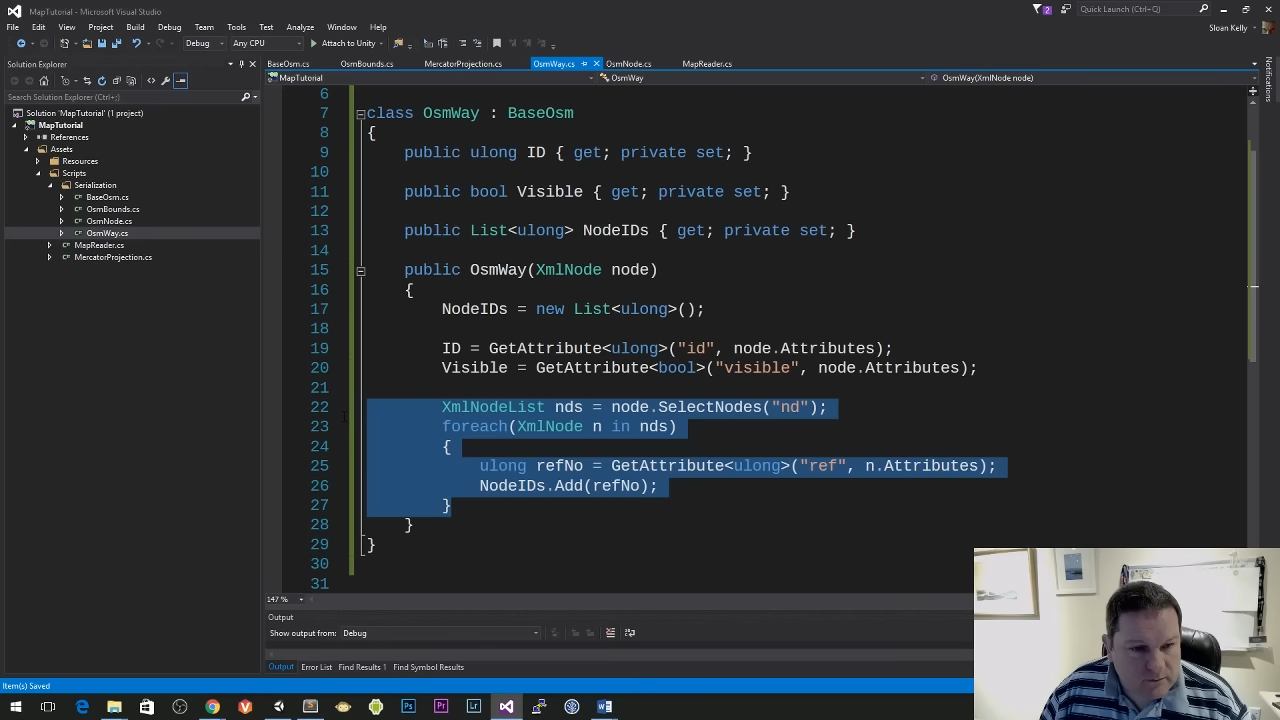 MapTutorial - Microsoft Visual Studio
2
Quick Launch (Ctrl+Q)
File Edit View Project Build Debug Team Tools Test Analyze Window Help
Sloan Kelly
Debug Any CPU Attach to Unity
Solution Explorer
BaseOsm.cs OsmBounds.cs MercatorProjection.cs OsmWay.cs OsmNode.cs MapReader.cs
MapTutorial OsmWay OsmWay(XmlNode node)
Notifications
Search Solution Explorer (Ctrl+;)
Solution 'MapTutorial' (1 project)
MapTutorial
References
Assets
Resources
Scripts
Serialization
BaseOsm.cs
OsmBounds.cs
OsmNode.cs
OsmWay.cs
MapReader.cs
MercatorProjection.cs
6
7 class OsmWay : BaseOsm
8 {
9 public ulong ID { get; private set; }
10
11 public bool Visible { get; private set; }
12
13 public List<ulong> NodeIDs { get; private set; }
14
15 public OsmWay(XmlNode node)
16 {
17 NodeIDs = new List<ulong>();
18
19 ID = GetAttribute<ulong>("id", node.Attributes);
20 Visible = GetAttribute<bool>("visible", node.Attributes);
21
22 XmlNodeList nds = node.SelectNodes("nd");
23 foreach(XmlNode n in nds)
24 {
25 ulong refNo = GetAttribute<ulong>("ref", n.Attributes);
26 NodeIDs.Add(refNo);
27 }
28 }
29 }
30
31
147 %
Output
Show output from: Debug
Output Error List Find Results 1 Find Symbol Results
Item(s) Saved